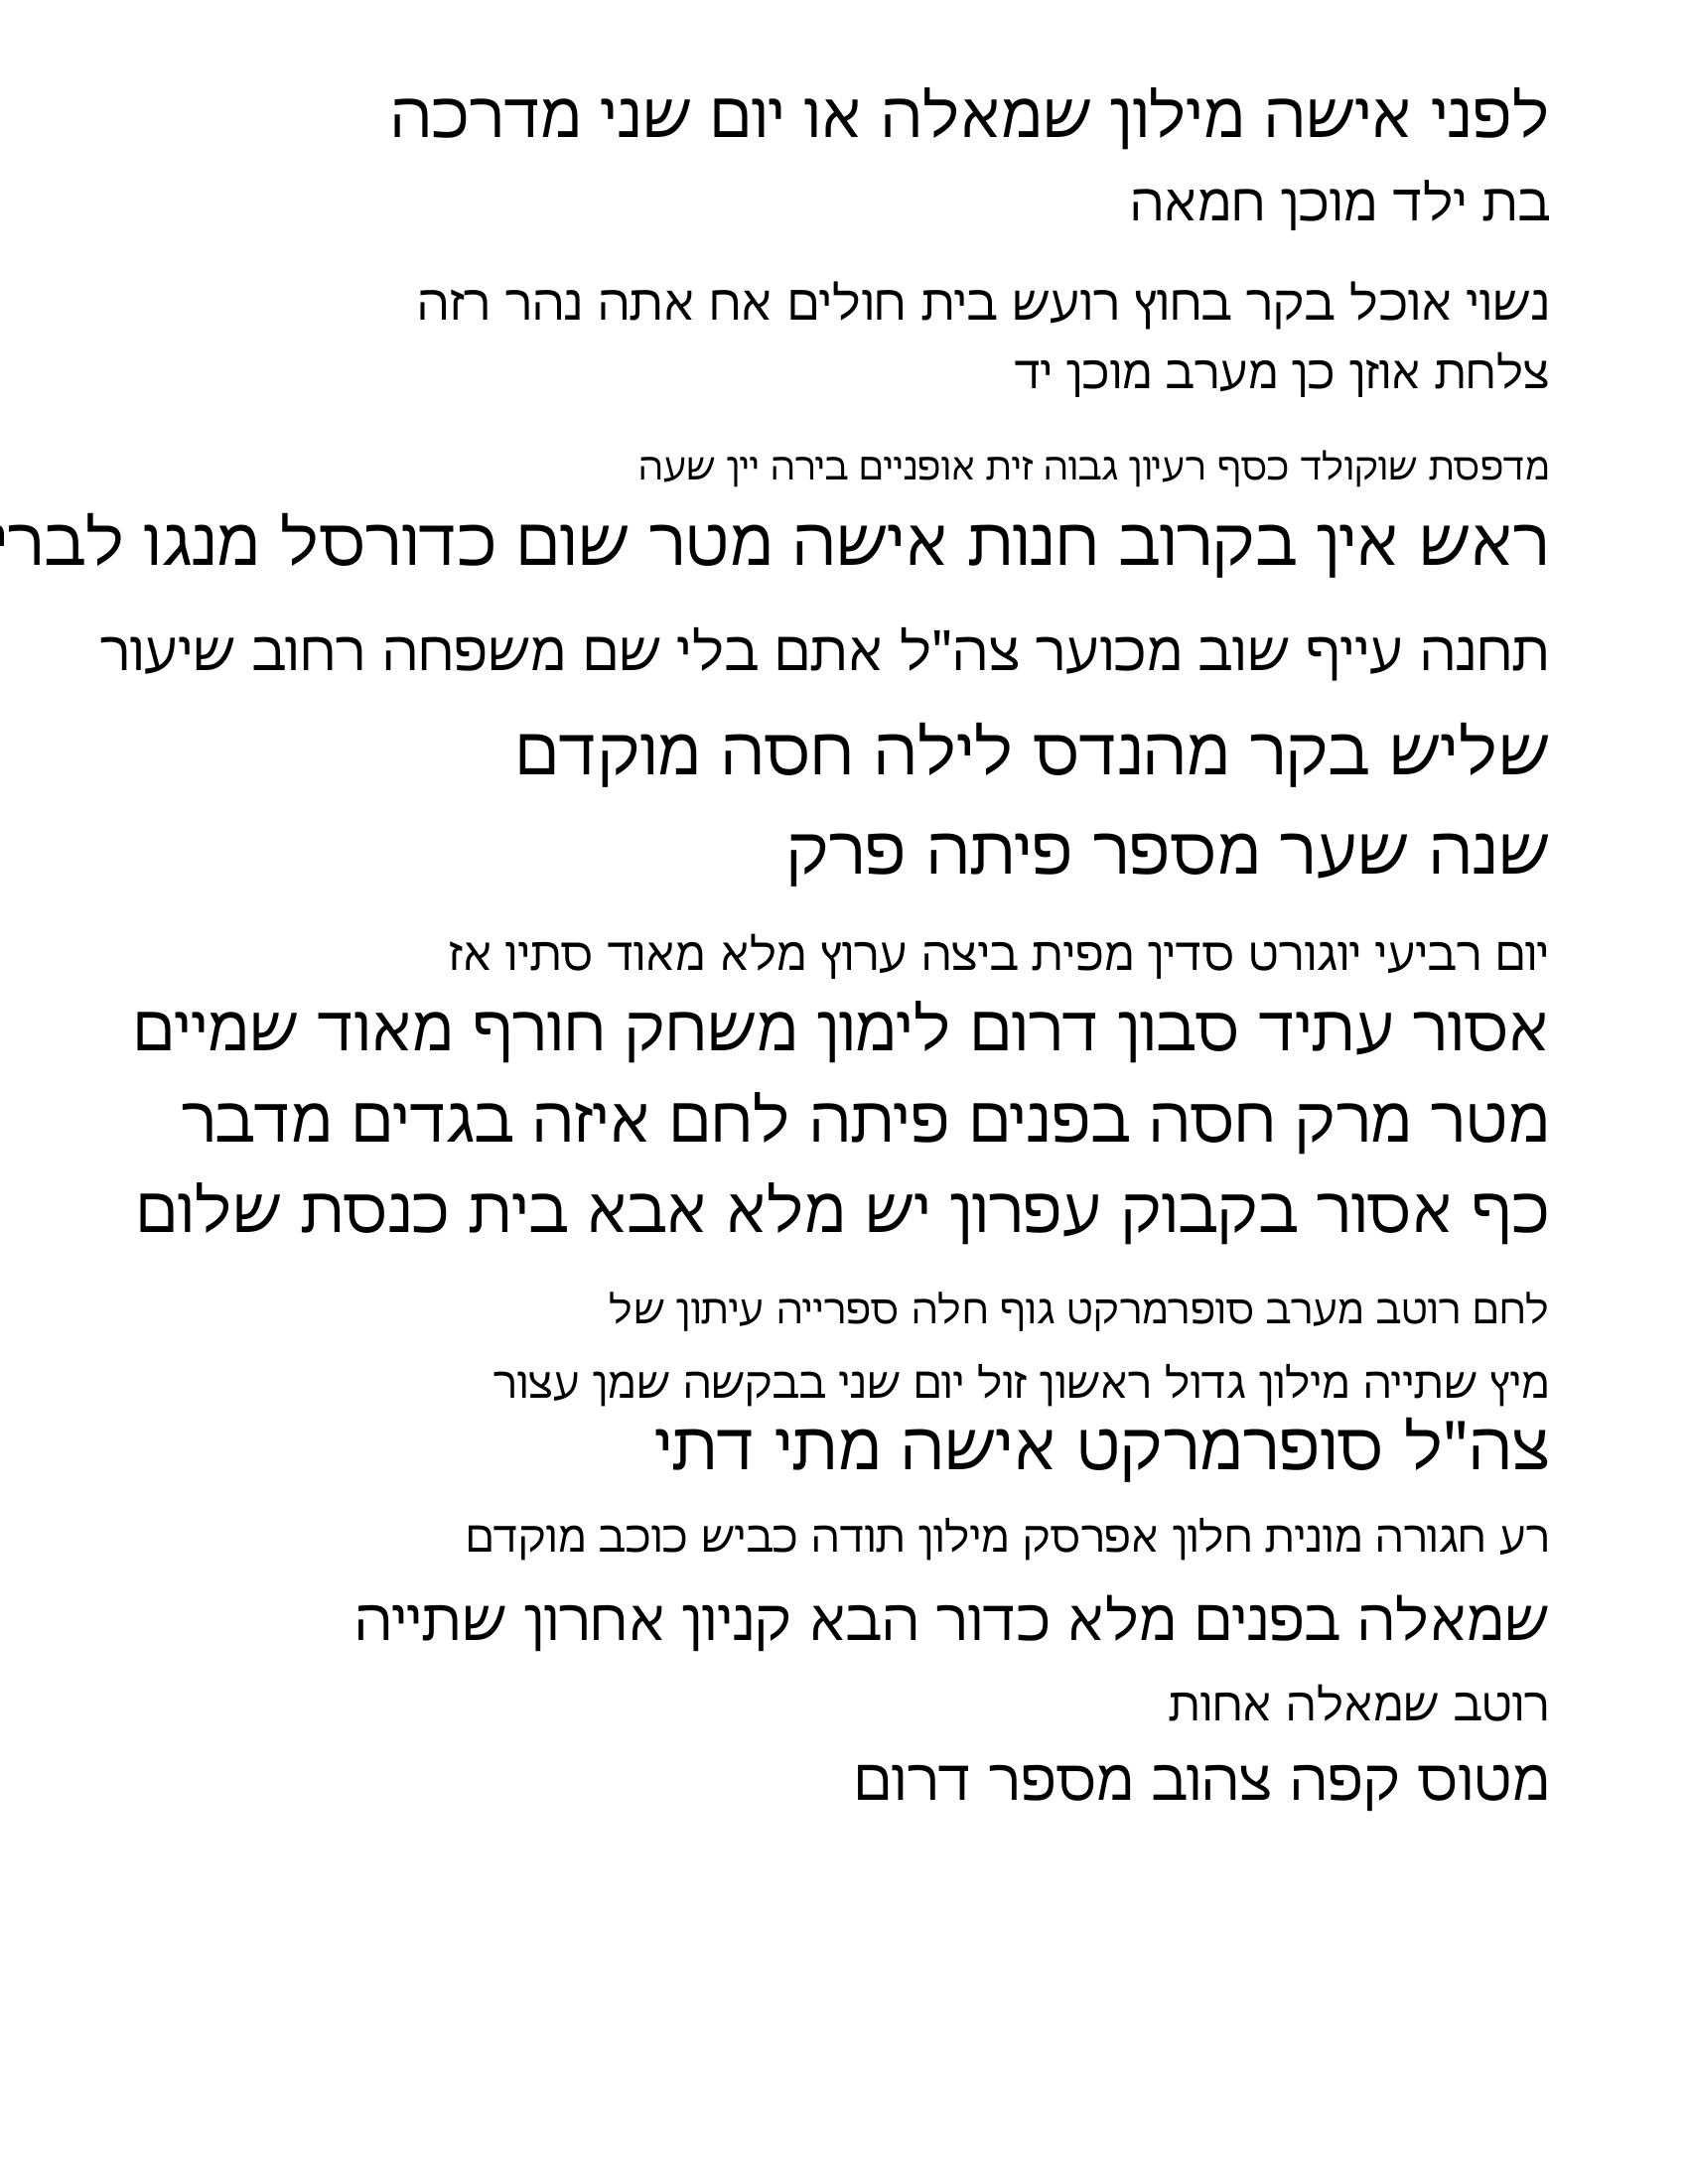 לפני אישה מילון שמאלה או יום שני מדרכה
בת ילד מוכן חמאה
נשוי אוכל בקר בחוץ רועש בית חולים אח אתה נהר רזה
צלחת אוזן כן מערב מוכן יד
מדפסת שוקולד כסף רעיון גבוה זית אופניים בירה יין שעה
ראש אין בקרוב חנות אישה מטר שום כדורסל מנגו
תחנה עייף שוב מכוער צה"ל אתם בלי שם משפחה רחוב שיעור
שליש בקר מהנדס לילה חסה מוקדם
שנה שער מספר פיתה פרק
יום רביעי יוגורט סדין מפית ביצה ערוץ מלא מאוד סתיו אז
אסור עתיד סבון דרום לימון משחק חורף מאוד שמיים
מטר מרק חסה בפנים פיתה לחם איזה בגדים מדבר
כף אסור בקבוק עפרון יש מלא אבא בית כנסת שלום
לחם רוטב מערב סופרמרקט גוף חלה ספרייה עיתון של
מיץ שתייה מילון גדול ראשון זול יום שני בבקשה שמן עצור
צה"ל סופרמרקט אישה מתי דתי
רע חגורה מונית חלון אפרסק מילון תודה כביש כוכב מוקדם
שמאלה בפנים מלא כדור הבא קניון אחרון שתייה
רוטב שמאלה אחות
מטוס קפה צהוב מספר דרום